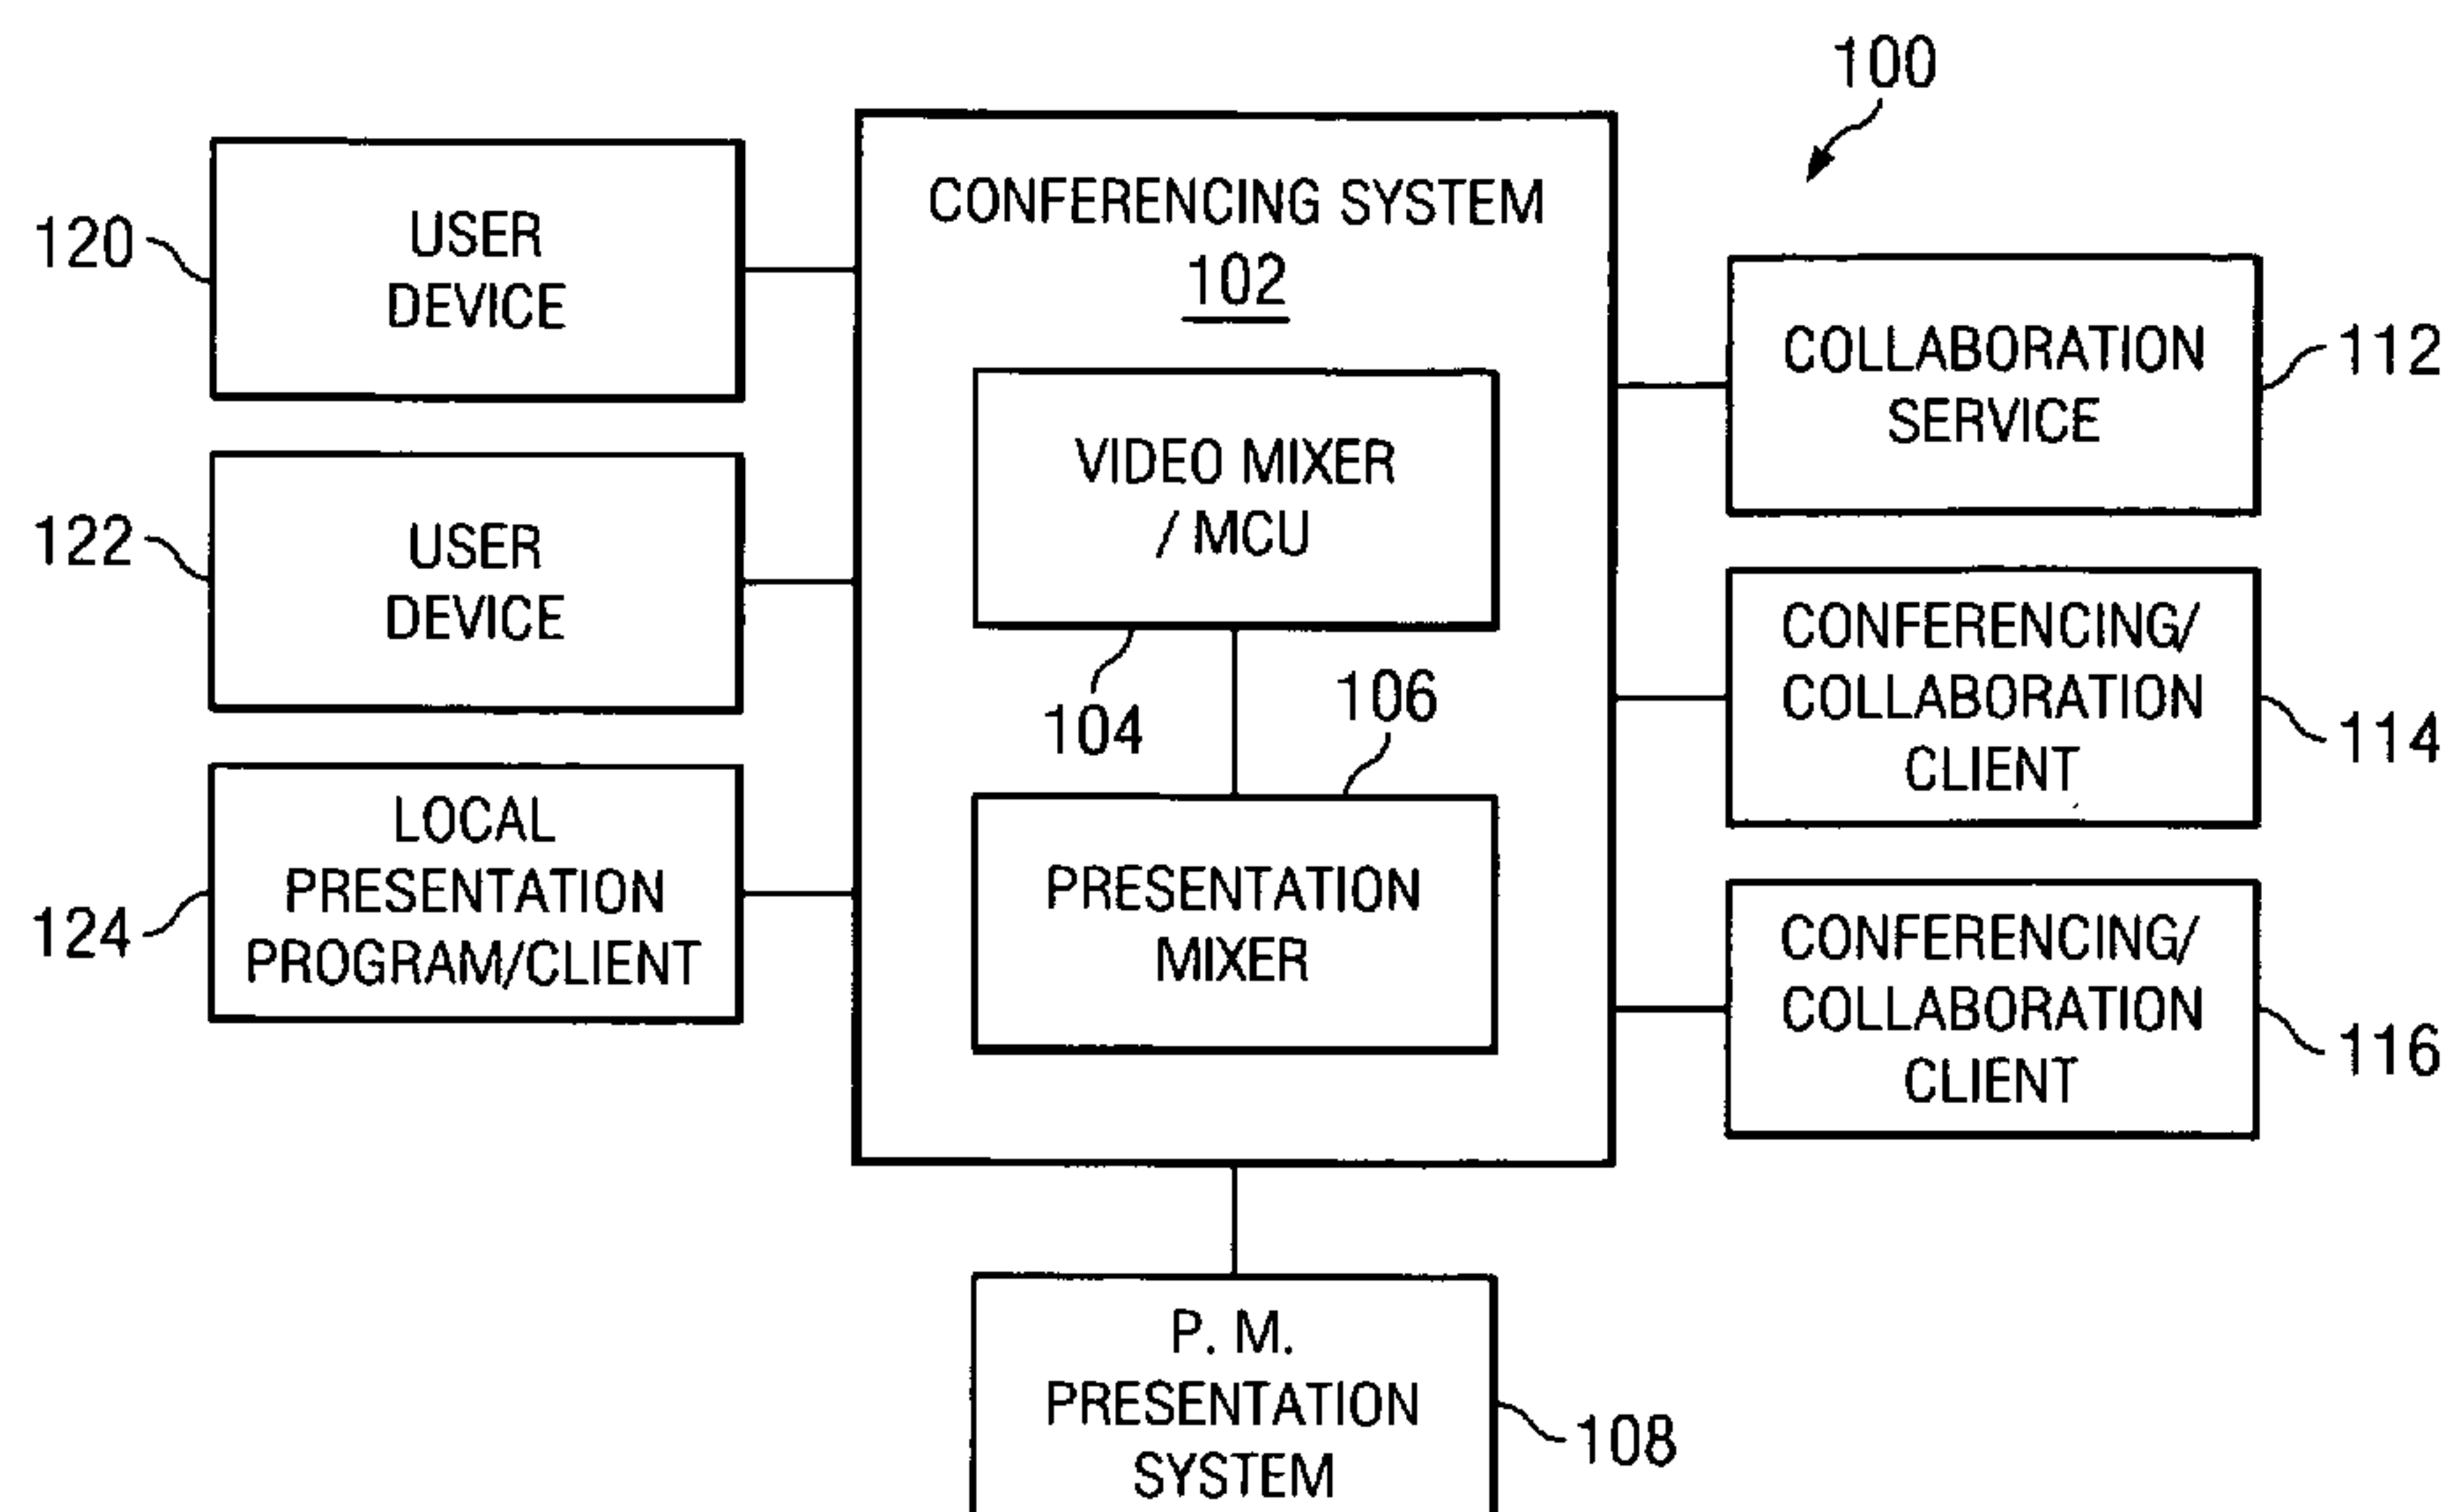 100
CONFERENCING SYSTEM
102
120
USER
DEVICE
122
USER
DEVICE
124
LOCAL
PRESENTATION
PROGRAM/CLIENT
VIDEO MIXER
/ MCU
104
106
PRESENTATION
MIXER
COLLABORATION
SERVICE
112
CONFERENCING/
COLLABORATION
CLIENT
114
CONFERENCING/
COLLABORATION
CLIENT
116
P. M.
PRESENTATION
SYSTEM
108